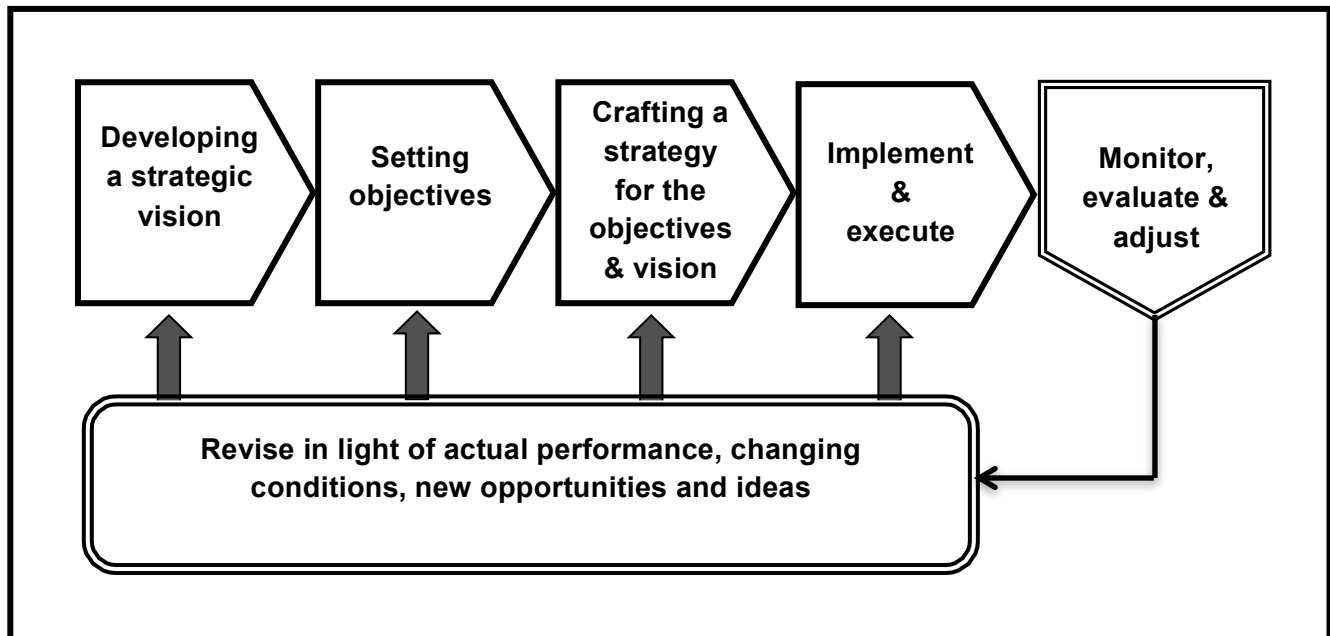 Developing
a strategic
vision
Setting
objectives
Crafting a
strategy
for the
objectives
& vision
Implement
&
execute
Monitor,
evaluate &
adjust
Revise in light of actual performance, changing
conditions, new opportunities and ideas